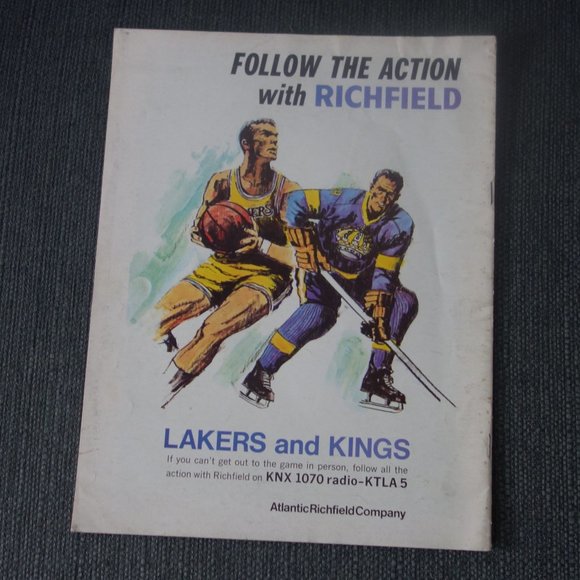 FOLLOW THE ACTION
with RICHFIELD
ERS
LAKERS and KINGS
If you can't get out to the game in person, follow all the
action with Richfield on KNX 1070 radio–KTLA 5
AtlanticRichfieldCompany